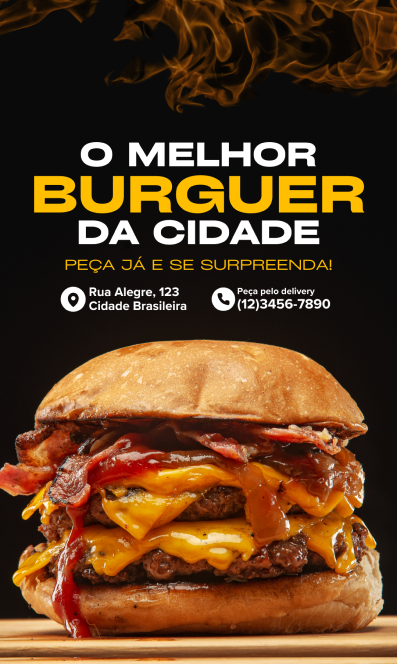 O MELHOR
BURGUER
DA CIDADE
PEÇA JÁ E SE SURPREENDA!
Rua Alegre, 123
Cidade Brasileira
Peça pelo delivery
(12)3456-7890